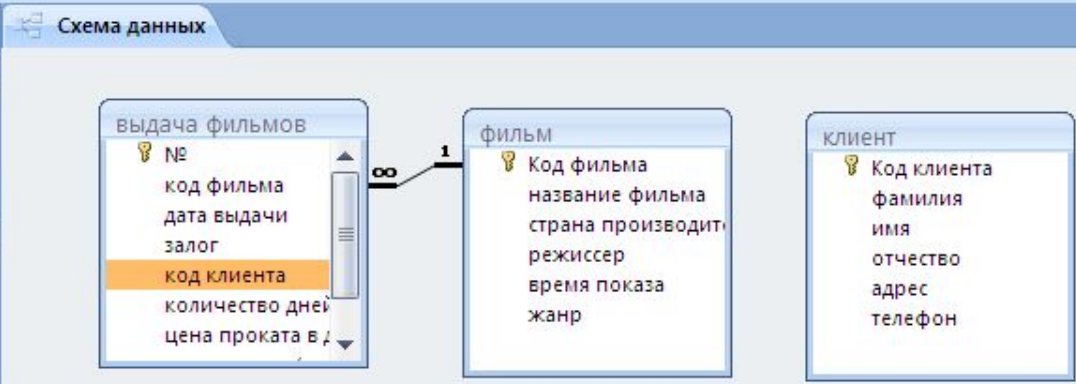 Схема данных
выдача фильмов
№
код фильма
дата выдачи
залог
код клиента
количество дней
цена проката в д
∞ 1
фильм
Код фильма
название фильма
страна производите
режиссер
время показа
жанр
клиент
Код клиента
фамилия
имя
отчество
адрес
телефон